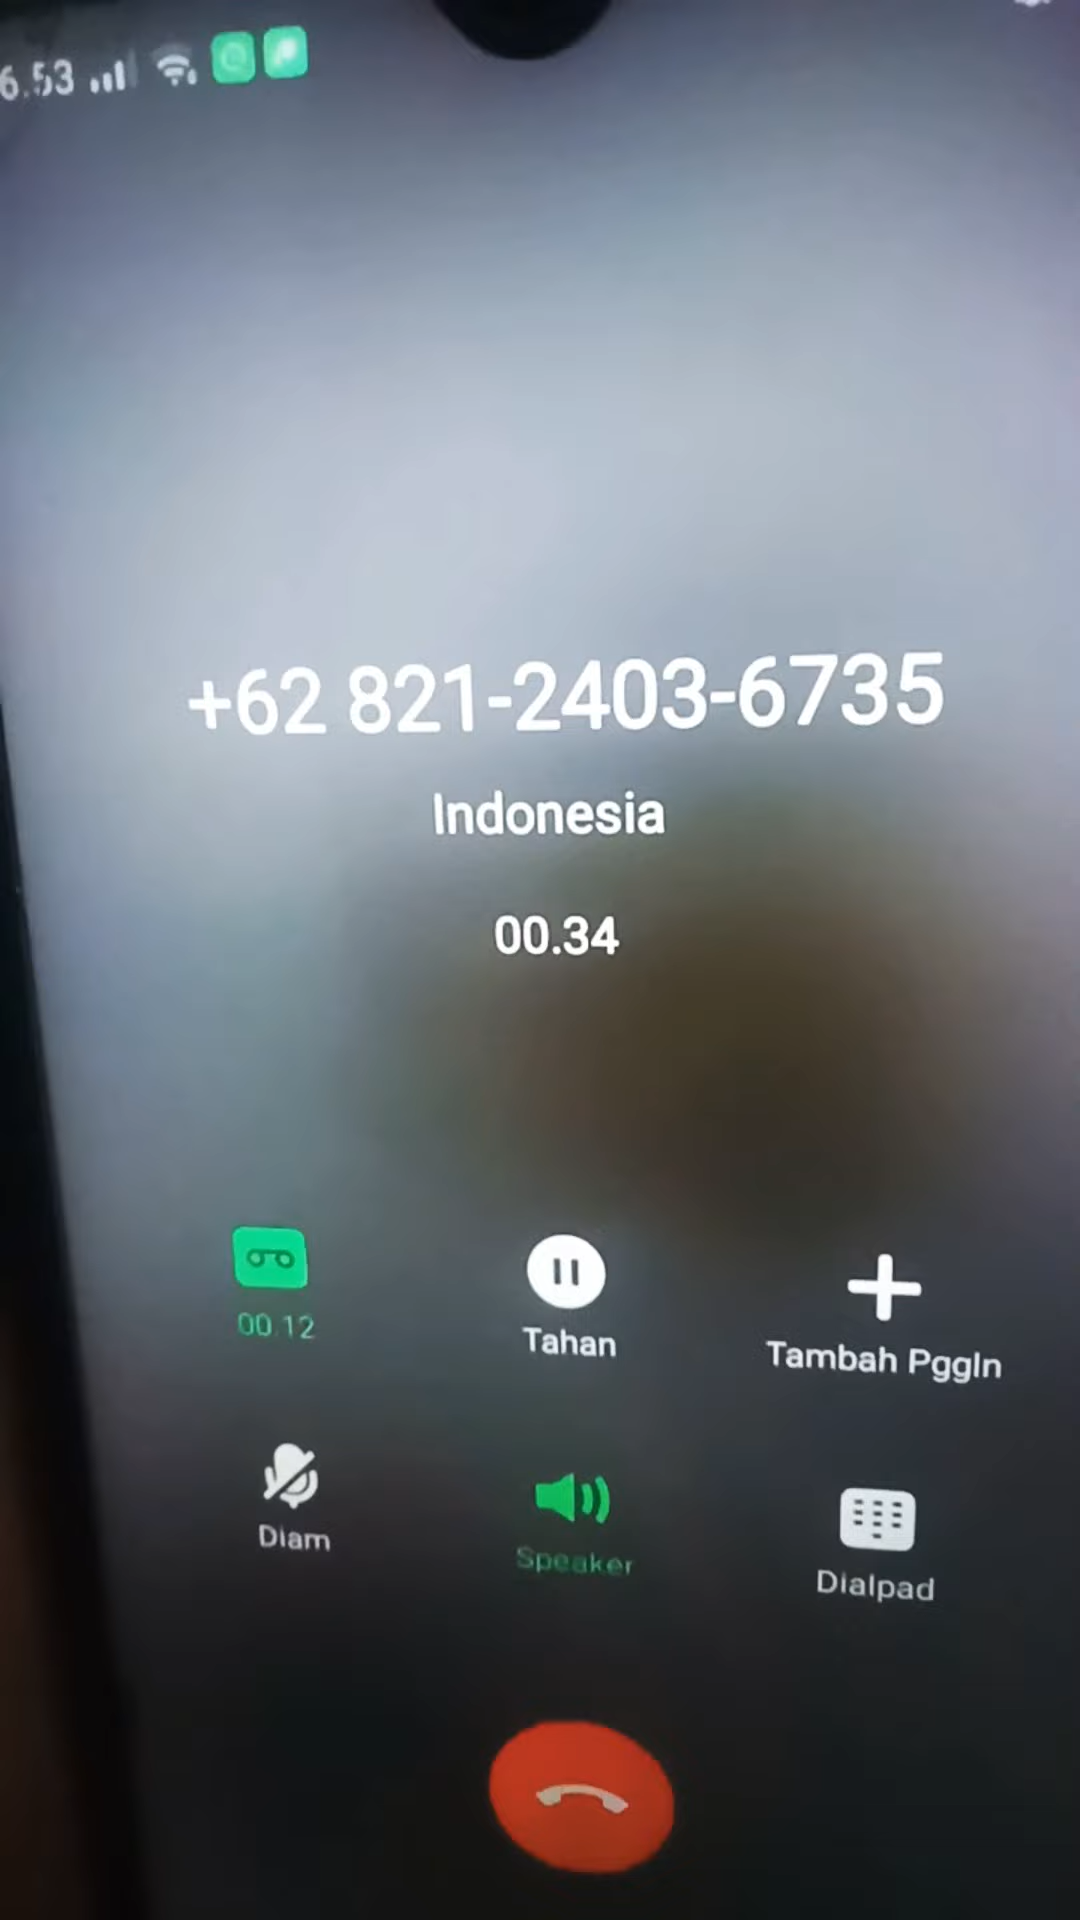 6.53
+62 821-2403-6735
Indonesia
00.34
00.12
Tahan
Tambah Pggln
Diam
Speaker
Dialpad